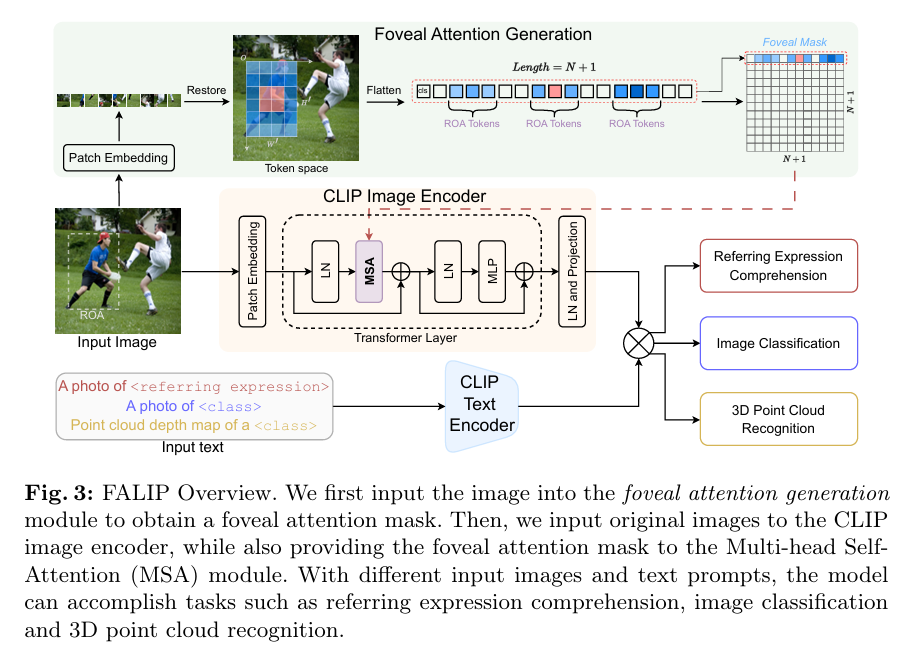 Foveal Attention Generation
Foveal Mask
Length = N + 1
Restore
Flatten
cls
ROA Tokens
ROA Tokens
ROA Tokens
N + 1
N + 1
O
H^I
W^I
Token space
Patch Embedding
CLIP Image Encoder
Patch Embedding
LN
MSA
LN
MLP
LN and Projection
Transformer Layer
ROA
Input Image
Referring Expression
Comprehension
Image Classification
3D Point Cloud
Recognition
A photo of <referring expression>
A photo of <class>
Point cloud depth map of a <class>
Input text
CLIP
Text
Encoder
Fig. 3: FALIP Overview. We first input the image into the foveal attention generation
module to obtain a foveal attention mask. Then, we input original images to the CLIP
image encoder, while also providing the foveal attention mask to the Multi-head Self-
Attention (MSA) module. With different input images and text prompts, the model
can accomplish tasks such as referring expression comprehension, image classification
and 3D point cloud recognition.